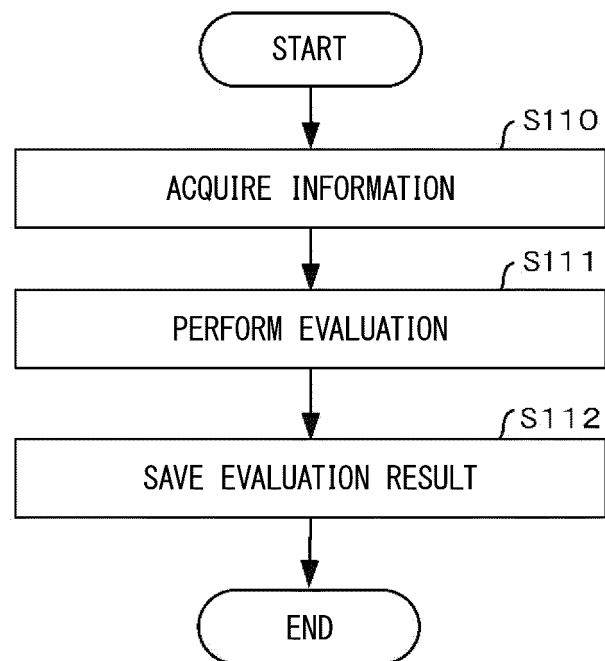 START
S110
ACQUIRE INFORMATION
S111
PERFORM EVALUATION
S112
SAVE EVALUATION RESULT
END